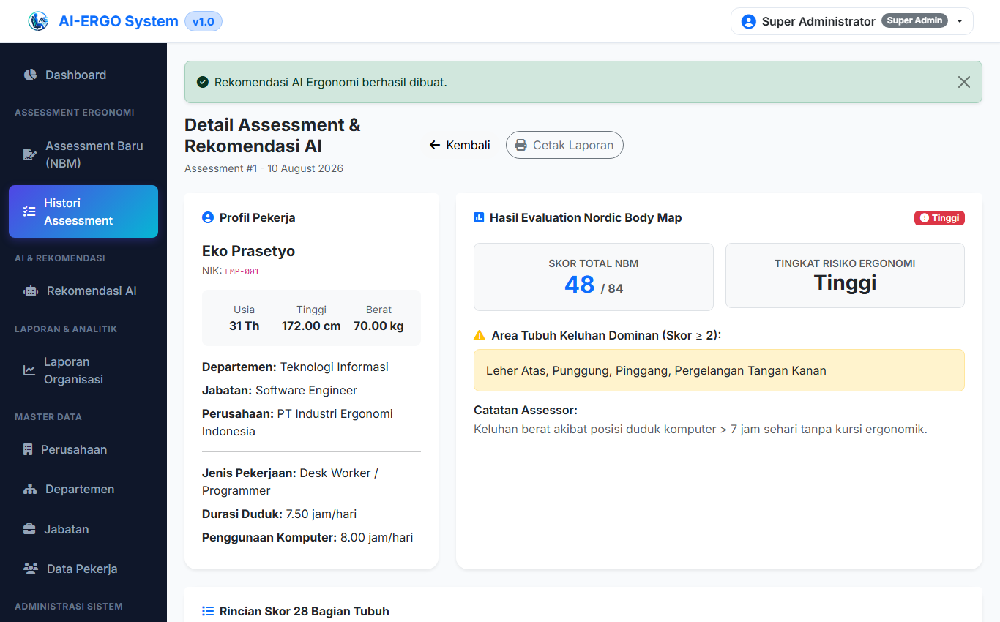 AI-ERGO System v1.0
Super Administrator Super Admin
Dashboard
ASSESSMENT ERGONOMI
Assessment Baru
(NBM)
Histori
Assessment
AI & REKOMENDASI
Rekomendasi AI
LAPORAN & ANALITIK
Laporan
Organisasi
MASTER DATA
Perusahaan
Departemen
Jabatan
Data Pekerja
ADMINISTRASI SISTEM
Rekomendasi AI Ergonomi berhasil dibuat.
Detail Assessment &
Rekomendasi AI
Assessment #1 - 10 August 2026
Kembali
Cetak Laporan
Profil Pekerja
Eko Prasetyo
NIK: EMP-001
Usia Tinggi Berat
31 Th 172.00 cm 70.00 kg
Departemen: Teknologi Informasi
Jabatan: Software Engineer
Perusahaan: PT Industri Ergonomi
Indonesia
Jenis Pekerjaan: Desk Worker /
Programmer
Durasi Duduk: 7.50 jam/hari
Penggunaan Komputer: 8.00 jam/hari
Hasil Evaluation Nordic Body Map
Tinggi
SKOR TOTAL NBM
48 / 84
TINGKAT RISIKO ERGONOMI
Tinggi
Area Tubuh Keluhan Dominan (Skor ≥ 2):
Leher Atas, Punggung, Pinggang, Pergelangan Tangan Kanan
Catatan Assessor:
Keluhan berat akibat posisi duduk komputer > 7 jam sehari tanpa kursi ergonomik.
Rincian Skor 28 Bagian Tubuh